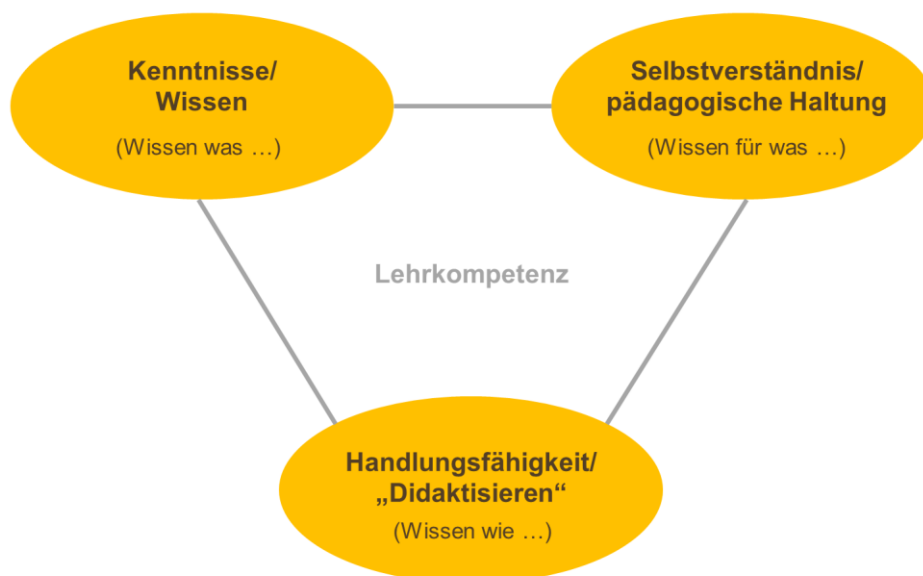 Kenntnisse/
Wissen
(Wissen was …)
Selbstverständnis/
pädagogische Haltung
(Wissen für was …)
Lehrkompetenz
Handlungsfähigkeit/
„Didaktisieren“
(Wissen wie …)